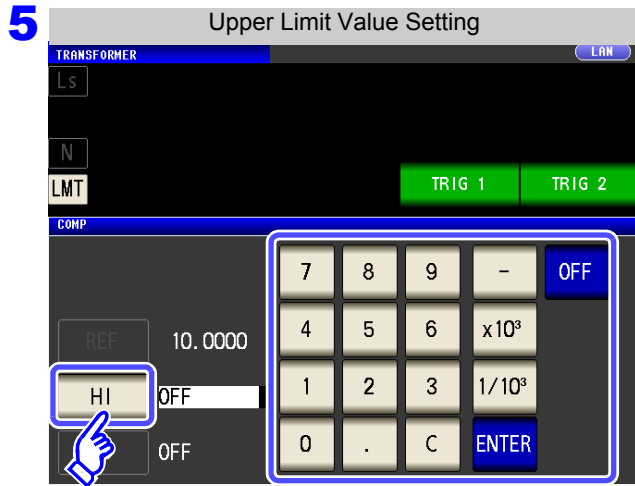 5
Upper Limit Value Setting
TRANSFORMER
LAN
Ls
N
LMT
TRIG 1
TRIG 2
COMP
7 8 9 - OFF
4 5 6 x10³
REF 10.0000
1 2 3 1/10³
HI OFF
0 . C ENTER
OFF